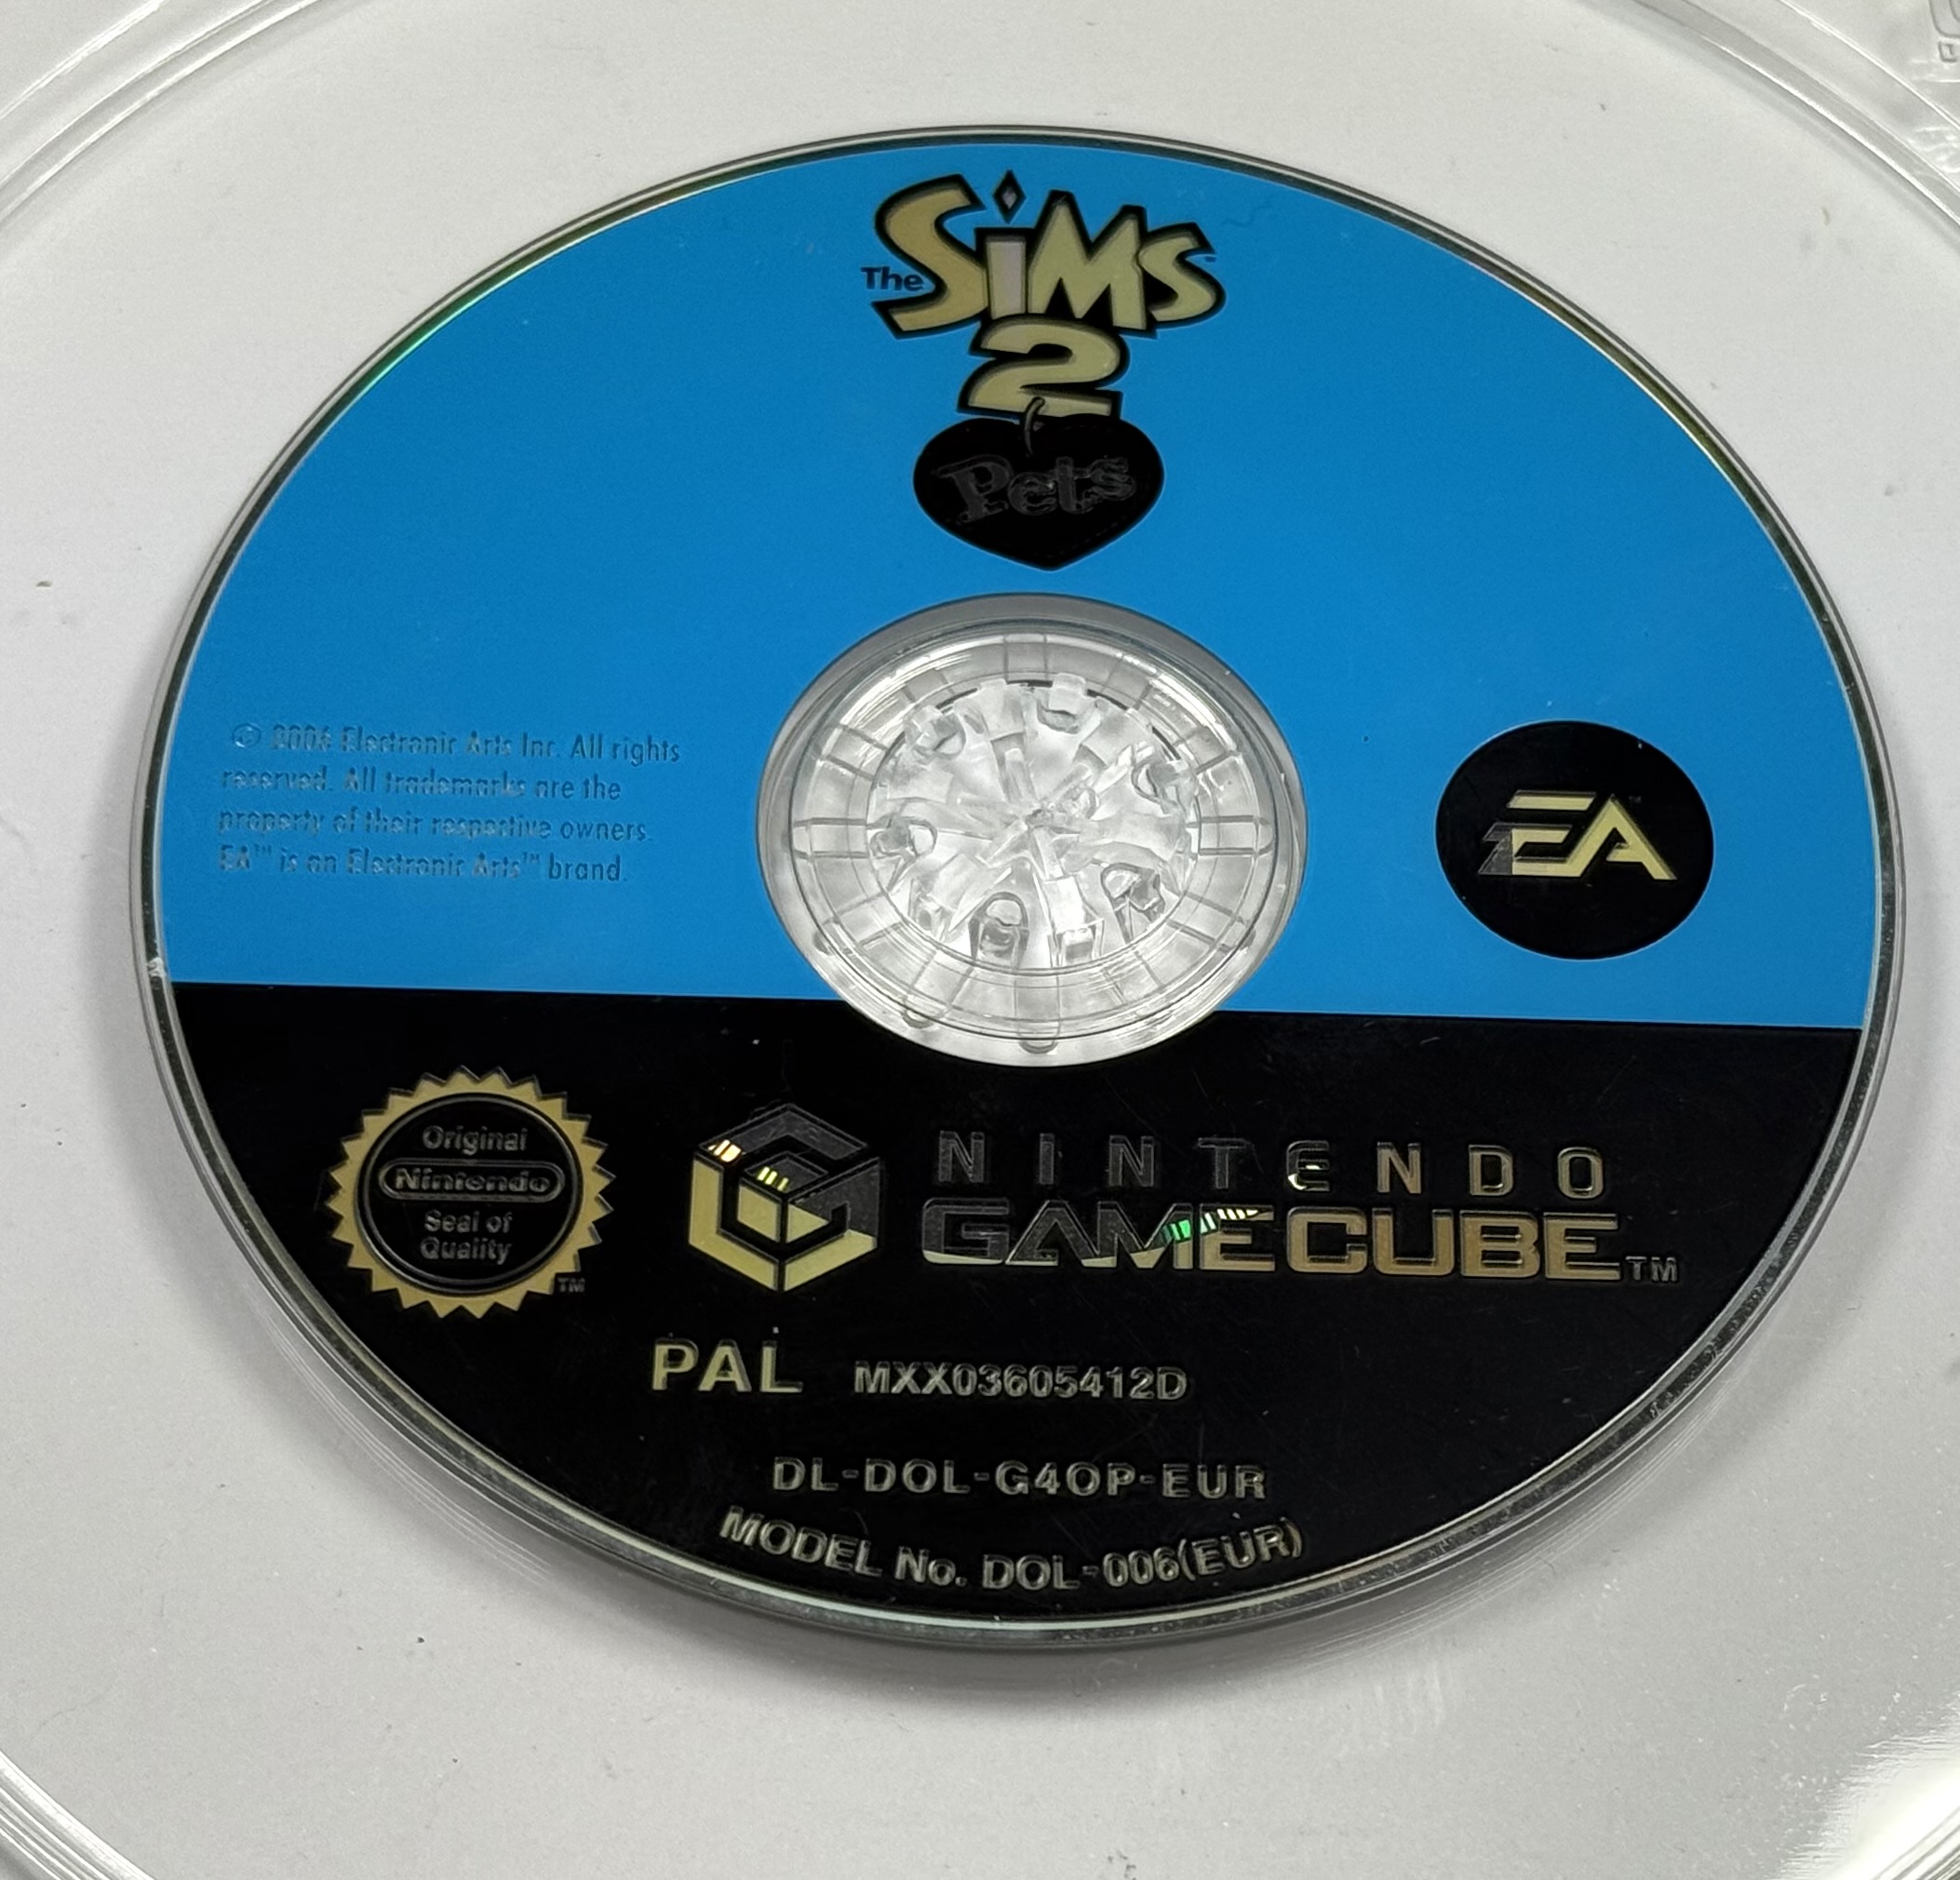 The SiMS™
2
Pets
© 2006 Electronic Arts Inc. All rights
reserved. All trademarks are the
property of their respective owners.
EA™ is an Electronic Arts™ brand.
EA™
Original
Nintendo
Seal of
Quality
TM
NINTENDO
GAMECUBE™
PAL MXX03605412D
DL-DOL-G4OP-EUR
MODEL No. DOL-006(EUR)